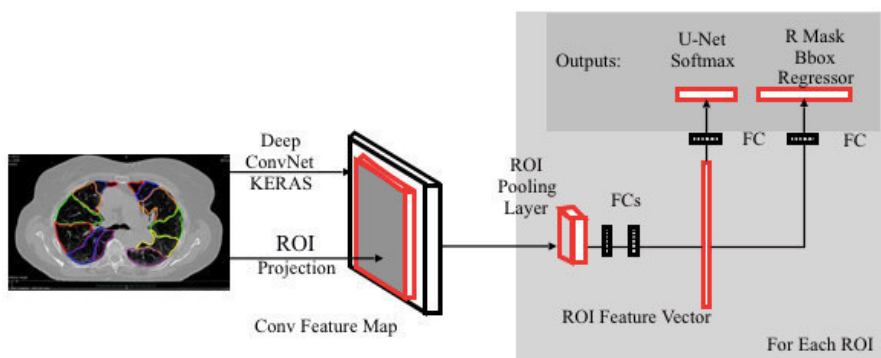 Deep
ConvNet
KERAS
ROI
Projection
Conv Feature Map
ROI
Pooling
Layer
FCs
ROI Feature Vector
Outputs:
U-Net
Softmax
R Mask
Bbox
Regressor
FC
FC
For Each ROI